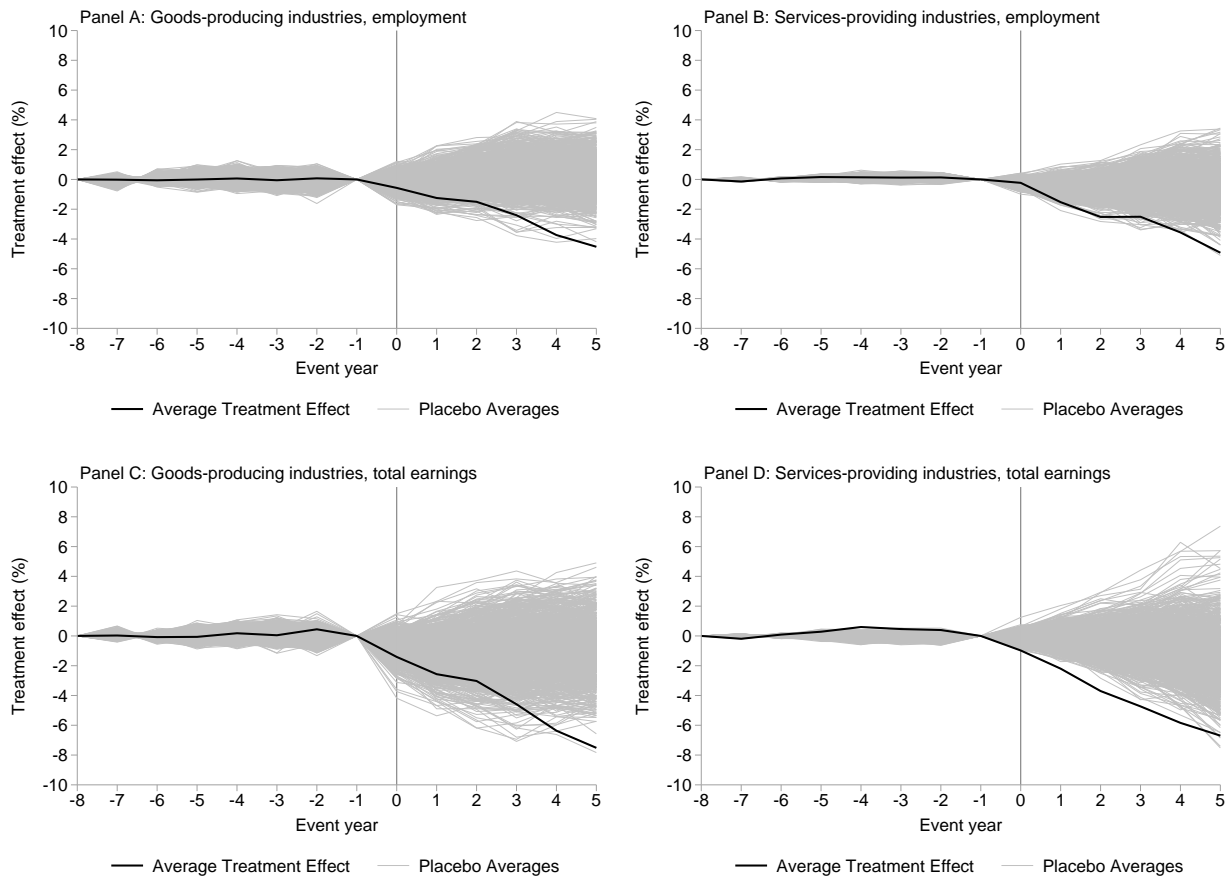 Panel A: Goods-producing industries, employment
10
8
6
4
2
0
-2
-4
-6
-8
-10
Treatment effect (%)
-8 -7 -6 -5 -4 -3 -2 -1 0 1 2 3 4 5
Event year
Average Treatment Effect Placebo Averages
Panel B: Services-providing industries, employment
10
8
6
4
2
0
-2
-4
-6
-8
-10
Treatment effect (%)
-8 -7 -6 -5 -4 -3 -2 -1 0 1 2 3 4 5
Event year
Average Treatment Effect Placebo Averages
Panel C: Goods-producing industries, total earnings
10
8
6
4
2
0
-2
-4
-6
-8
-10
Treatment effect (%)
-8 -7 -6 -5 -4 -3 -2 -1 0 1 2 3 4 5
Event year
Average Treatment Effect Placebo Averages
Panel D: Services-providing industries, total earnings
10
8
6
4
2
0
-2
-4
-6
-8
-10
Treatment effect (%)
-8 -7 -6 -5 -4 -3 -2 -1 0 1 2 3 4 5
Event year
Average Treatment Effect Placebo Averages